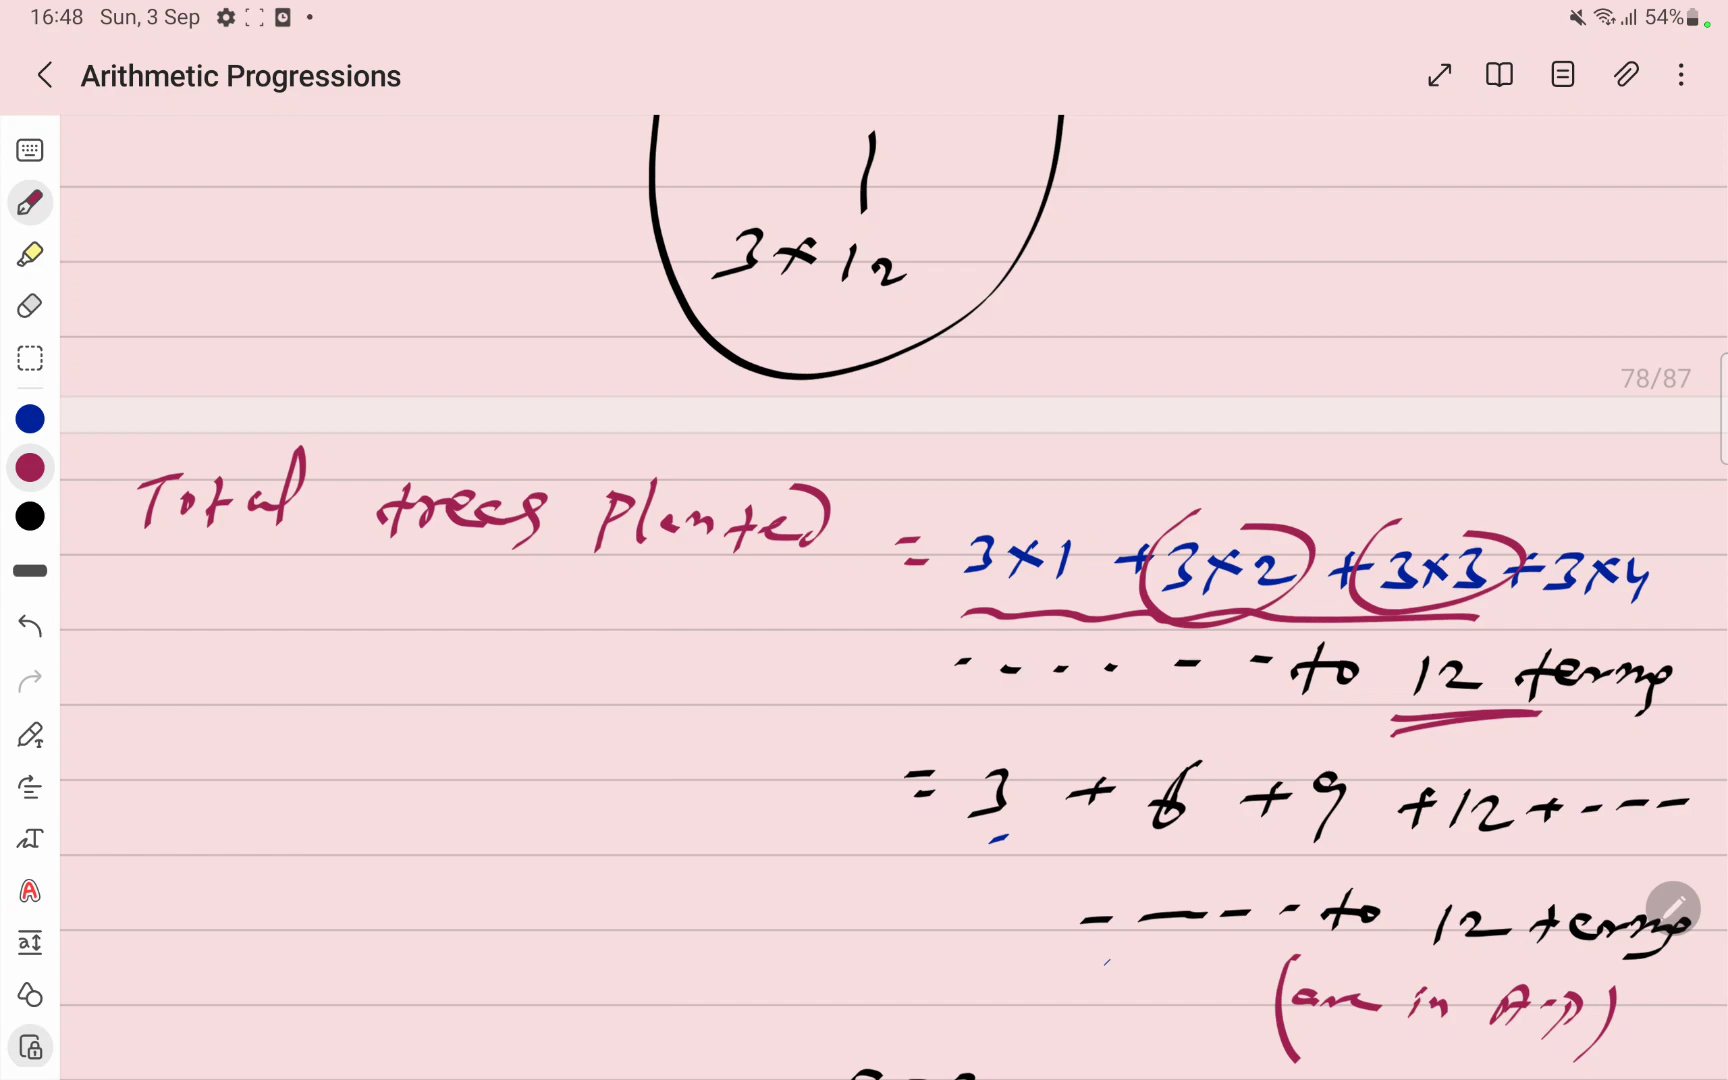 16:48 Sun, 3 Sep
54%
Arithmetic Progressions
1
3×12
78/87
Total trees planted
= 3×1 + 3×2 + 3×3 + 3×4
------ to 12 terms
= 3 + 6 + 9 + 12 + ---
---- to 12 terms
(are in A.P)